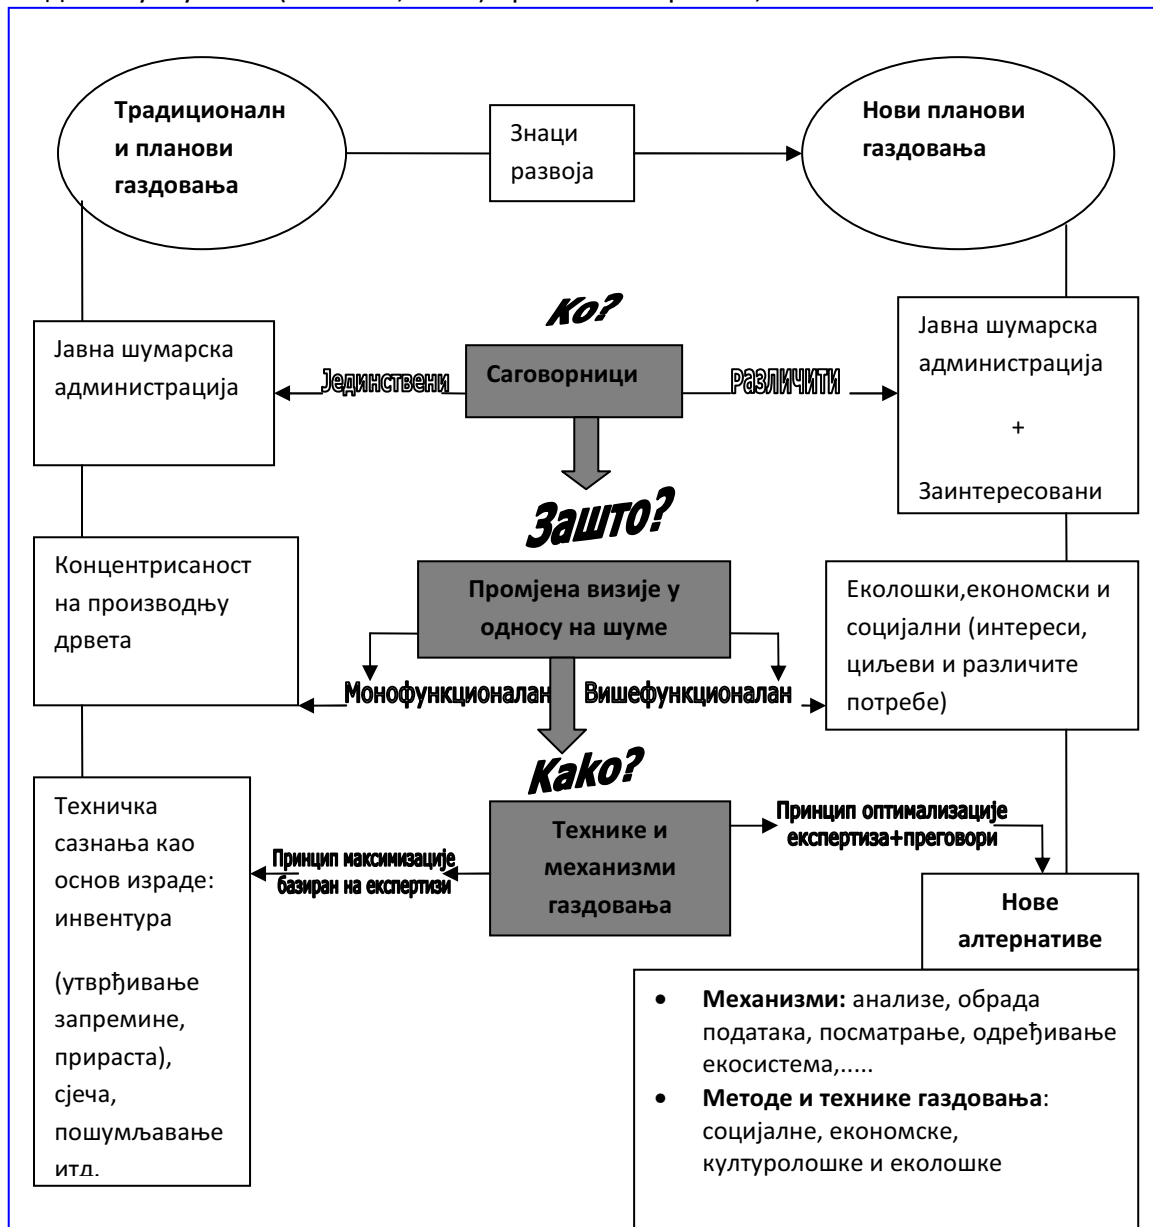 Традиционалн
и планови
газдовања
Знаци
развоја
Нови планови
газдовања
Ко?
Јавна шумарска
администрација
Јединствени
Саговорници
РАЗЛИЧИТИ
Јавна шумарска
администрација
+
Заинтересовани
Зашто?
Концентрисаност
на производњу
дрвета
Промјена визије у
односу на шуме
Еколошки,економски и
социјални (интереси,
циљеви и различите
потребе)
Монофункционалан
Вишефункционалан
Како?
Техничка
сазнања као
основ израде:
инвентура
(утврђивање
запремине,
прираста),
сјеча,
пошумљавање
итд.
Принцип максимизације
базиран на експертизи
Технике и
механизми
газдовања
Принцип оптимализације
експертиза+преговори
Нове
алтернативе
• Механизми: анализе, обрада
података, посматрање, одређивање
екосистема,.....
• Методе и технике газдовања:
социјалне, економске,
културолошке и еколошке